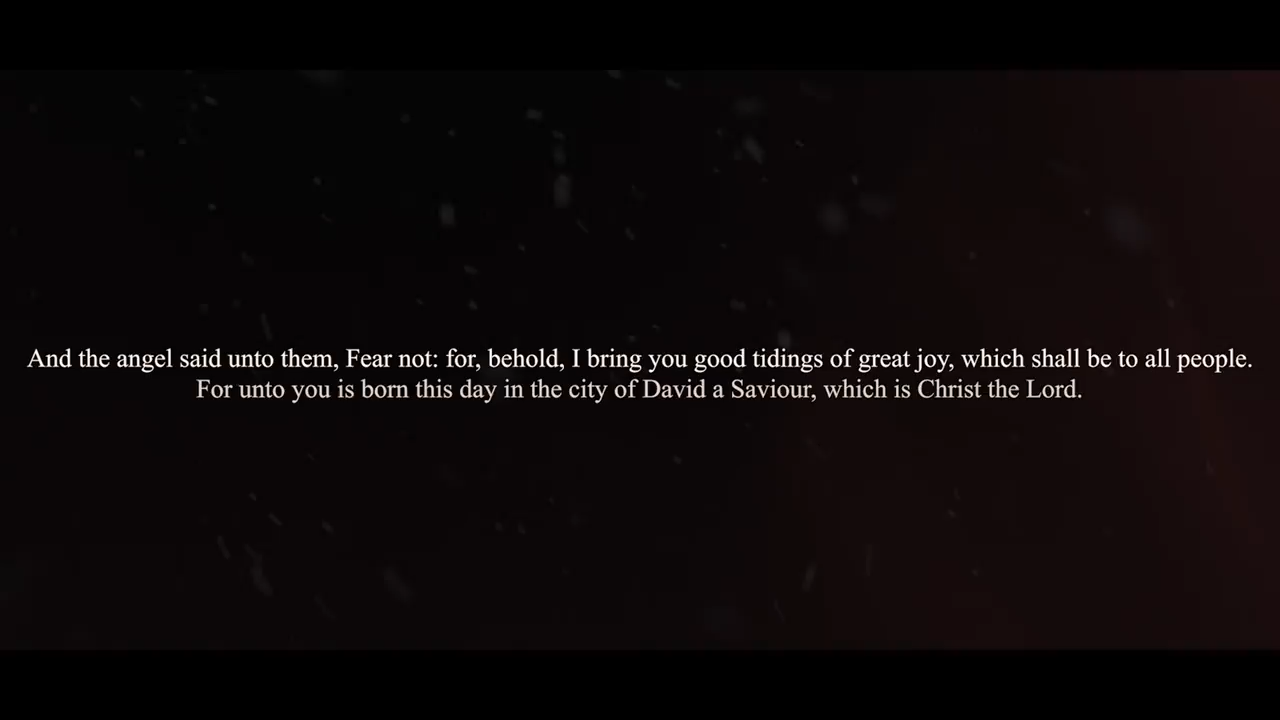 And the angel said unto them, Fear not: for, behold, I bring you good tidings of great joy, which shall be to all people.
For unto you is born this day in the city of David a Saviour, which is Christ the Lord.